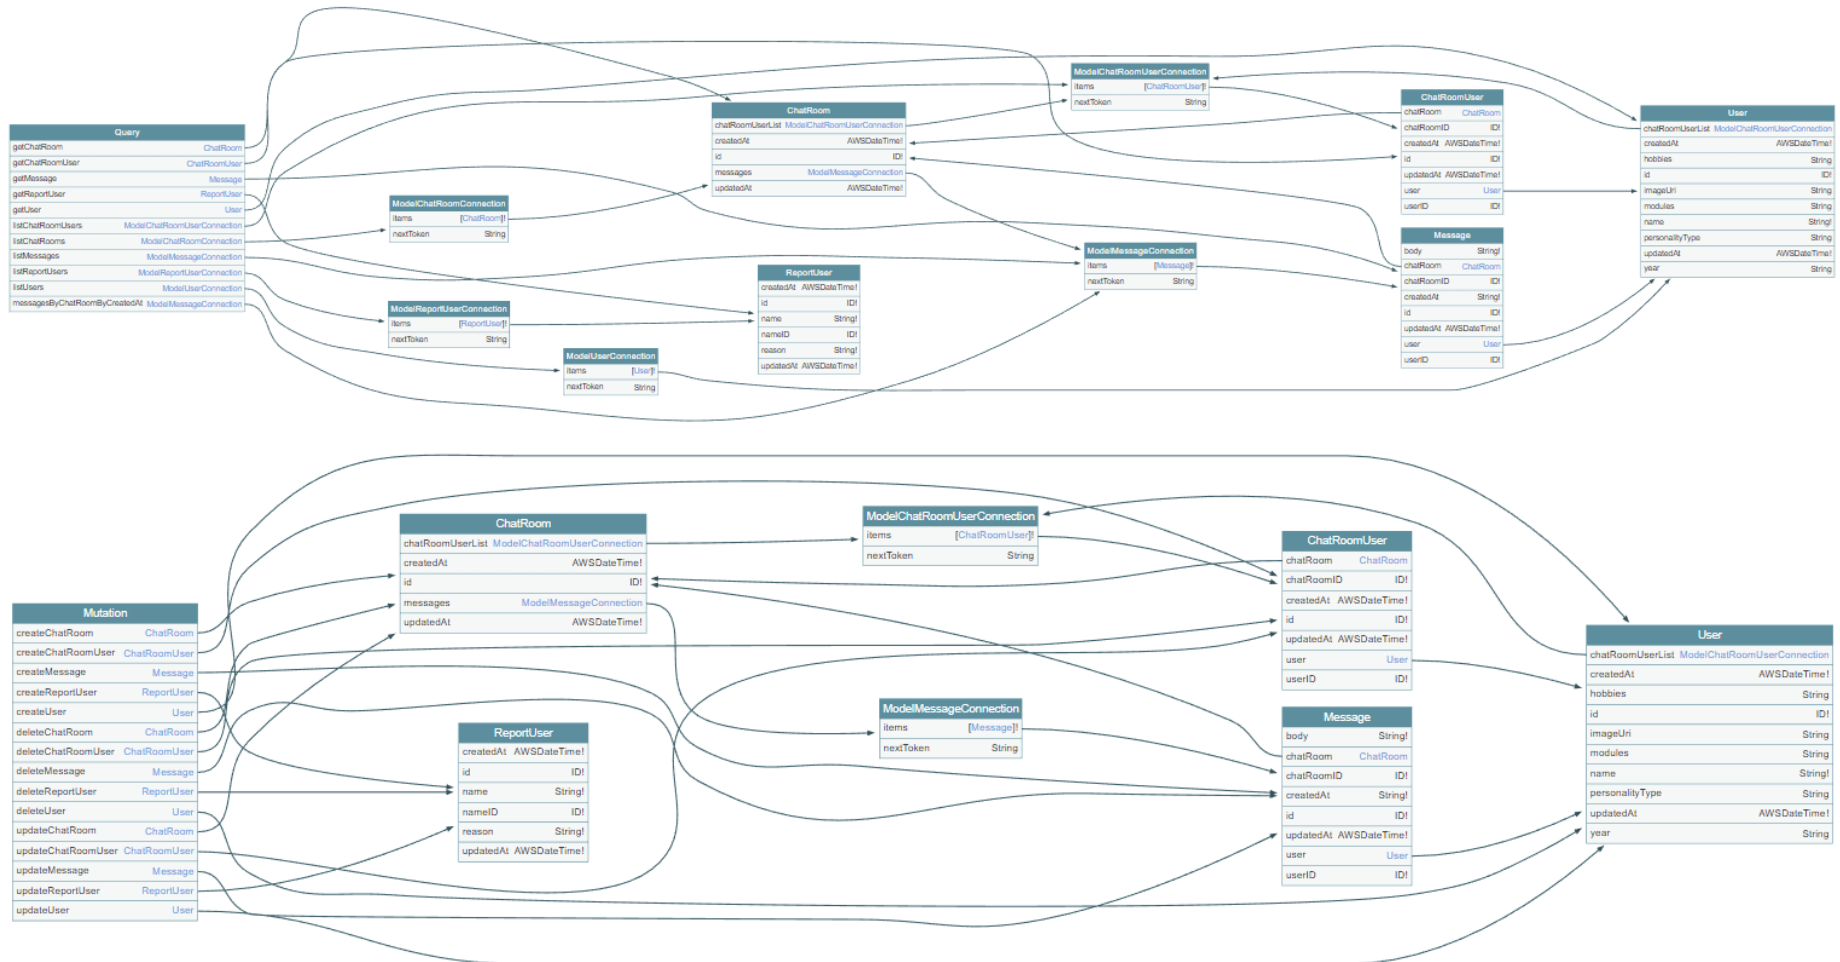 Query
getChatRoom ChatRoom
getChatRoomUser ChatRoomUser
getMessage Message
getReportUser ReportUser
getUser User
listChatRoomUsers ModelChatRoomUserConnection
listChatRooms ModelChatRoomConnection
listMessages ModelMessageConnection
listReportUsers ModelReportUserConnection
listUsers ModelUserConnection
messagesByChatRoomByCreatedAt ModelMessageConnection
ModelChatRoomConnection
items [ChatRoom]!
nextToken String
ModelReportUserConnection
items [ReportUser]!
nextToken String
ModelUserConnection
items [User]!
nextToken String
ChatRoom
chatRoomUserList ModelChatRoomUserConnection
createdAt AWSDateTime!
id ID!
messages ModelMessageConnection
updatedAt AWSDateTime!
ReportUser
createdAt AWSDateTime!
id ID!
name String!
nameID ID!
reason String!
updatedAt AWSDateTime!
ModelChatRoomUserConnection
items [ChatRoomUser]!
nextToken String
ModelMessageConnection
items [Message]!
nextToken String
ChatRoomUser
chatRoom ChatRoom
chatRoomID ID!
createdAt AWSDateTime!
id ID!
updatedAt AWSDateTime!
user User
userID ID!
Message
body String!
chatRoom ChatRoom
chatRoomID ID!
createdAt String!
id ID!
updatedAt AWSDateTime!
user User
userID ID!
User
chatRoomUserList ModelChatRoomUserConnection
createdAt AWSDateTime!
hobbies String
id ID!
imageUri String
modules String
name String!
personalityType String
updatedAt AWSDateTime!
year String
Mutation
createChatRoom ChatRoom
createChatRoomUser ChatRoomUser
createMessage Message
createReportUser ReportUser
createUser User
deleteChatRoom ChatRoom
deleteChatRoomUser ChatRoomUser
deleteMessage Message
deleteReportUser ReportUser
deleteUser User
updateChatRoom ChatRoom
updateChatRoomUser ChatRoomUser
updateMessage Message
updateReportUser ReportUser
updateUser User
ChatRoom
chatRoomUserList ModelChatRoomUserConnection
createdAt AWSDateTime!
id ID!
messages ModelMessageConnection
updatedAt AWSDateTime!
ReportUser
createdAt AWSDateTime!
id ID!
name String!
nameID ID!
reason String!
updatedAt AWSDateTime!
ModelChatRoomUserConnection
items [ChatRoomUser]!
nextToken String
ModelMessageConnection
items [Message]!
nextToken String
ChatRoomUser
chatRoom ChatRoom
chatRoomID ID!
createdAt AWSDateTime!
id ID!
updatedAt AWSDateTime!
user User
userID ID!
Message
body String!
chatRoom ChatRoom
chatRoomID ID!
createdAt String!
id ID!
updatedAt AWSDateTime!
user User
userID ID!
User
chatRoomUserList ModelChatRoomUserConnection
createdAt AWSDateTime!
hobbies String
id ID!
imageUri String
modules String
name String!
personalityType String
updatedAt AWSDateTime!
year String